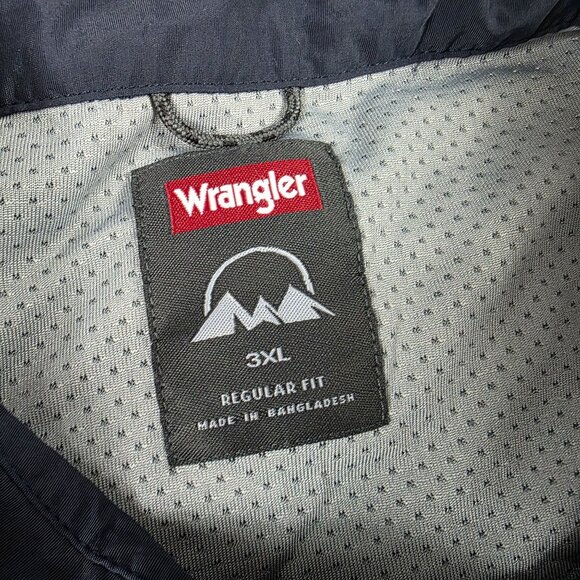 Wrangler
3XL
REGULAR FIT
MADE IN BANGLADESH